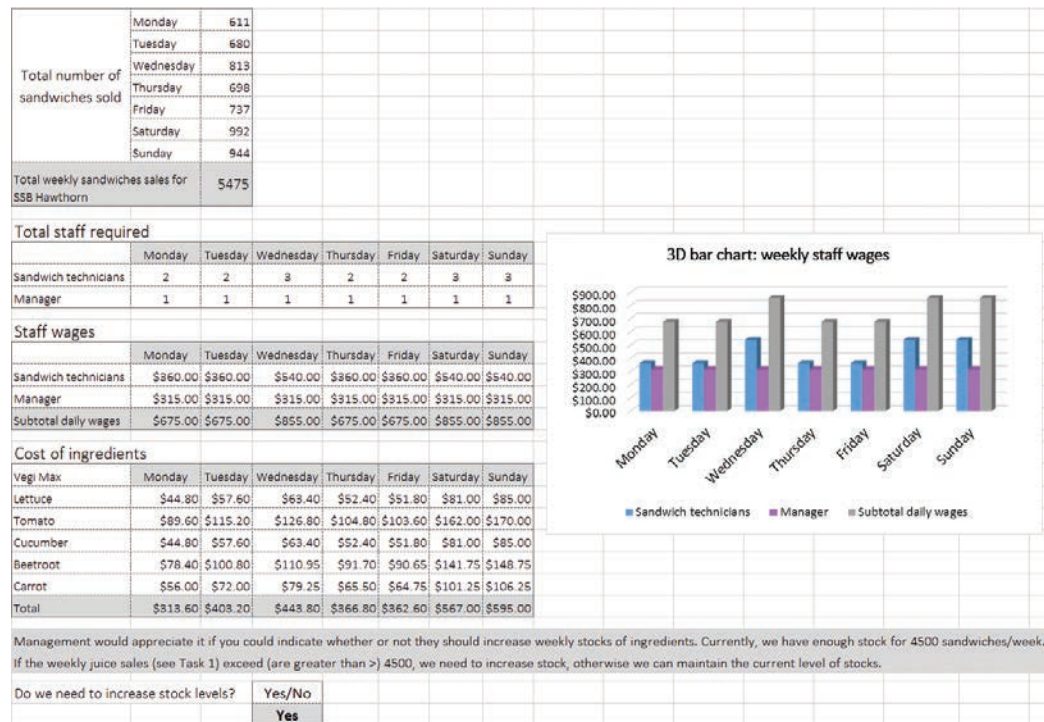 Total number of
sandwiches sold
Monday 611
Tuesday 680
Wednesday 813
Thursday 698
Friday 737
Saturday 992
Sunday 944
Total weekly sandwiches sales for
SSB Hawthorn
5475
Total staff required
Monday Tuesday Wednesday Thursday Friday Saturday Sunday
Sandwich technicians 2 2 3 2 2 3 3
Manager 1 1 1 1 1 1 1
Staff wages
Monday Tuesday Wednesday Thursday Friday Saturday Sunday
Sandwich technicians $360.00 $360.00 $540.00 $360.00 $360.00 $540.00 $540.00
Manager $315.00 $315.00 $315.00 $315.00 $315.00 $315.00 $315.00
Subtotal daily wages $675.00 $675.00 $855.00 $675.00 $675.00 $855.00 $855.00
Cost of ingredients
Vegi Max Monday Tuesday Wednesday Thursday Friday Saturday Sunday
Lettuce $44.80 $57.60 $63.40 $52.40 $51.80 $81.00 $85.00
Tomato $89.60 $115.20 $126.80 $104.80 $103.60 $162.00 $170.00
Cucumber $44.80 $57.60 $63.40 $52.40 $51.80 $81.00 $85.00
Beetroot $78.40 $100.80 $110.95 $91.70 $90.65 $141.75 $148.75
Carrot $56.00 $72.00 $79.25 $65.50 $64.75 $101.25 $106.25
Total $313.60 $403.20 $443.80 $366.80 $362.60 $567.00 $595.00
3D bar chart: weekly staff wages
$900.00
$800.00
$700.00
$600.00
$500.00
$400.00
$300.00
$200.00
$100.00
$0.00
Monday Tuesday Wednesday Thursday Friday Saturday Sunday
Sandwich technicians Manager Subtotal daily wages
Management would appreciate it if you could indicate whether or not they should increase weekly stocks of ingredients. Currently, we have enough stock for 4500 sandwiches/week.
If the weekly juice sales (see Task 1) exceed (are greater than >) 4500, we need to increase stock, otherwise we can maintain the current level of stocks.
Do we need to increase stock levels? Yes/No
Yes